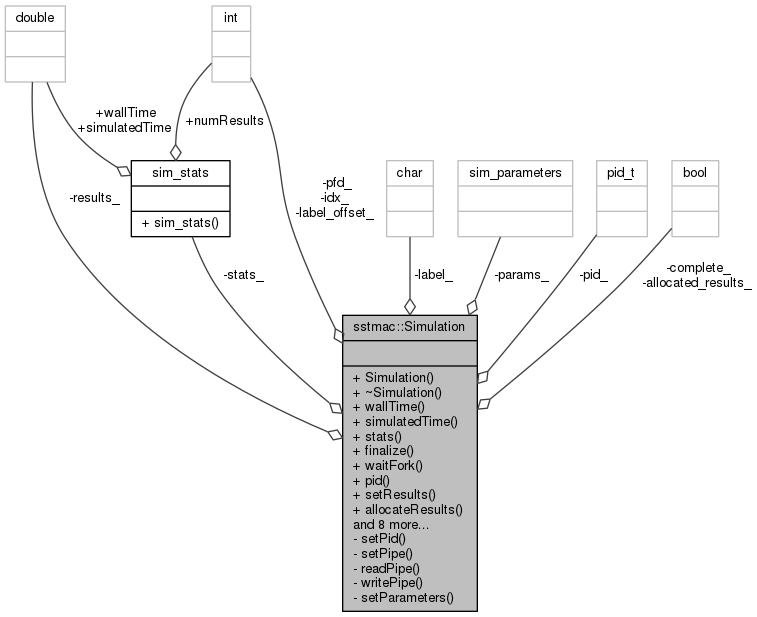 double
int
+wallTime
+simulatedTime
+numResults
sim_stats
+ sim_stats()
char
sim_parameters
pid_t
bool
-results_
-pfd_
-idx_
-label_offset_
-stats_
-label_
-params_
-pid_
-complete_
-allocated_results_
sstmac::Simulation
+ Simulation()
+ ~Simulation()
+ wallTime()
+ simulatedTime()
+ stats()
+ finalize()
+ waitFork()
+ pid()
+ setResults()
+ allocateResults()
and 8 more...
- setPid()
- setPipe()
- readPipe()
- writePipe()
- setParameters()